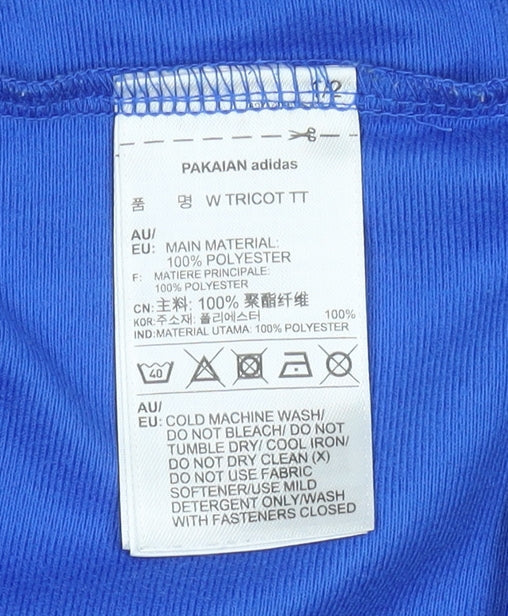 1/2
PAKAIAN adidas
품 명 W TRICOT TT
AU/
EU: MAIN MATERIAL:
100% POLYESTER
F: MATIERE PRINCIPALE:
100% POLYESTER
CN: 主料: 100% 聚酯纤维
KOR: 주소재: 폴리에스터 100%
IND: MATERIAL UTAMA: 100% POLYESTER
40
AU/
EU: COLD MACHINE WASH/
DO NOT BLEACH/ DO NOT
TUMBLE DRY/ COOL IRON/
DO NOT DRY CLEAN (X)
DO NOT USE FABRIC
SOFTENER/USE MILD
DETERGENT ONLY/WASH
WITH FASTENERS CLOSED